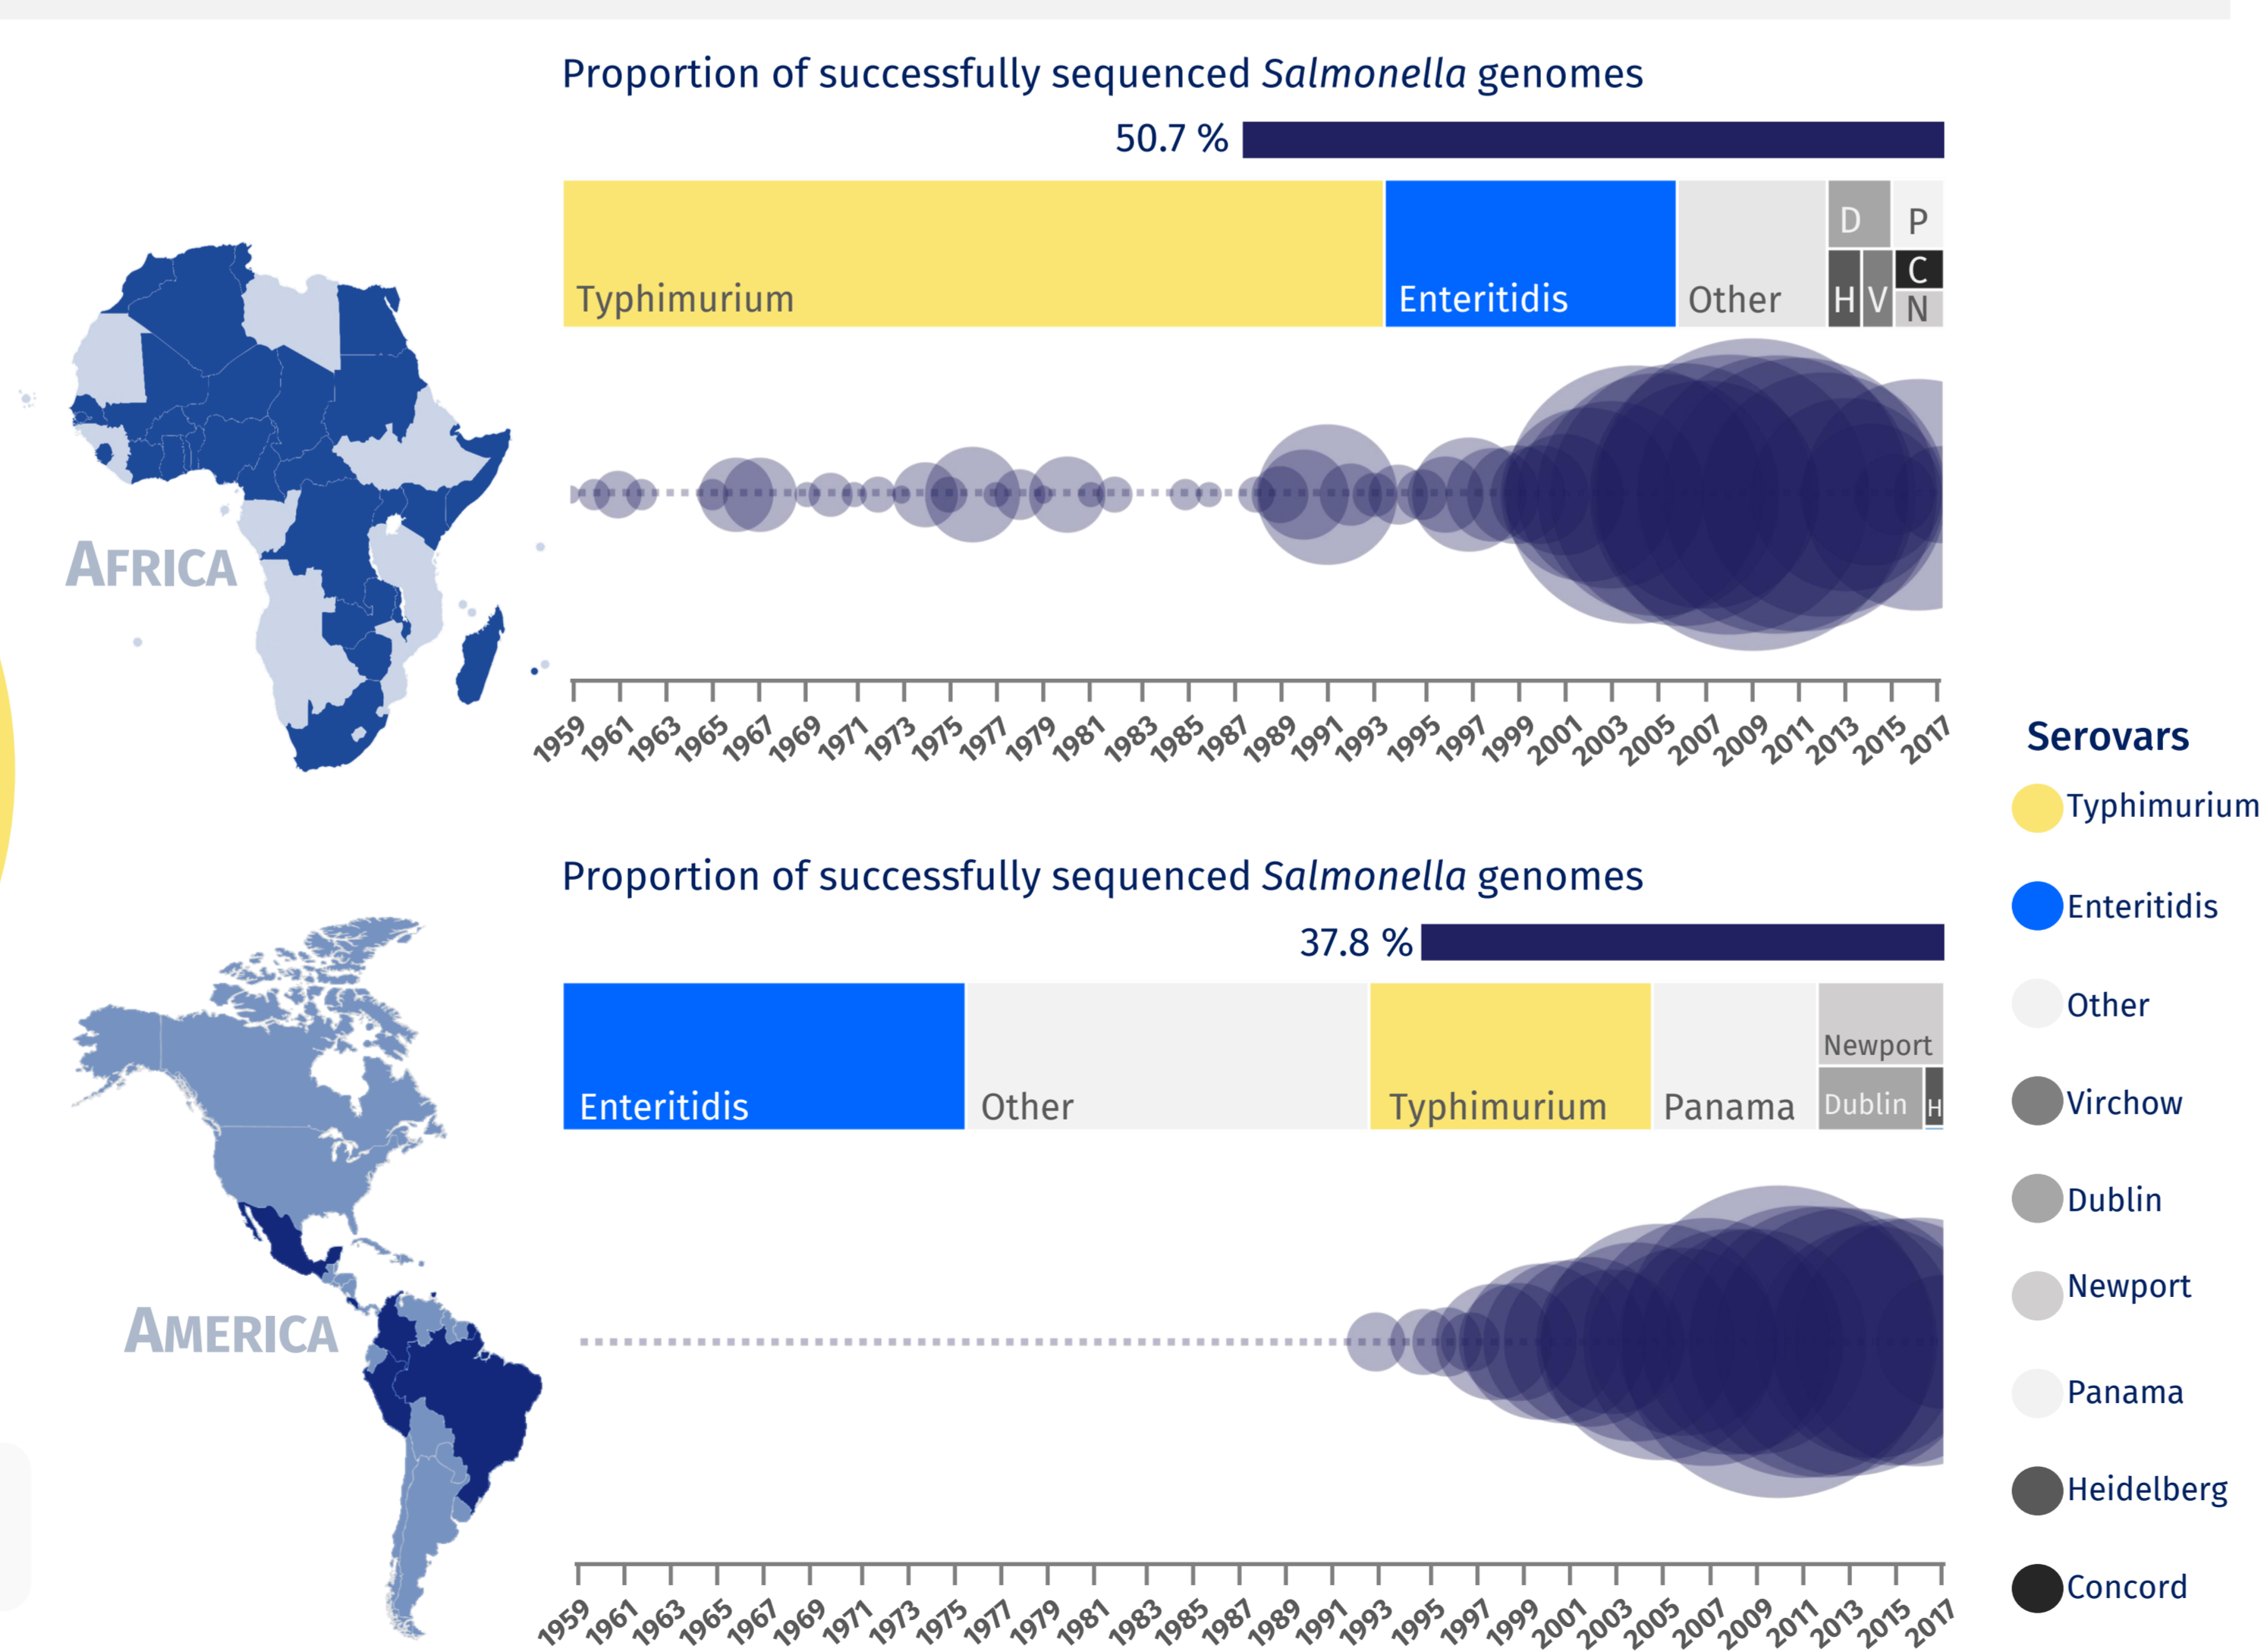 Proportion of successfully sequenced Salmonella genomes
50.7 %
Typhimurium
Enteritidis
Other
D
P
H
V
C
N
AFRICA
1959 1961 1963 1965 1967 1969 1971 1973 1975 1977 1979 1981 1983 1985 1987 1989 1991 1993 1995 1997 1999 2001 2003 2005 2007 2009 2011 2013 2015 2017
Proportion of successfully sequenced Salmonella genomes
37.8 %
Enteritidis
Other
Typhimurium
Panama
Newport
Dublin
H
AMERICA
1959 1961 1963 1965 1967 1969 1971 1973 1975 1977 1979 1981 1983 1985 1987 1989 1991 1993 1995 1997 1999 2001 2003 2005 2007 2009 2011 2013 2015 2017
Serovars
Typhimurium
Enteritidis
Other
Virchow
Dublin
Newport
Panama
Heidelberg
Concord